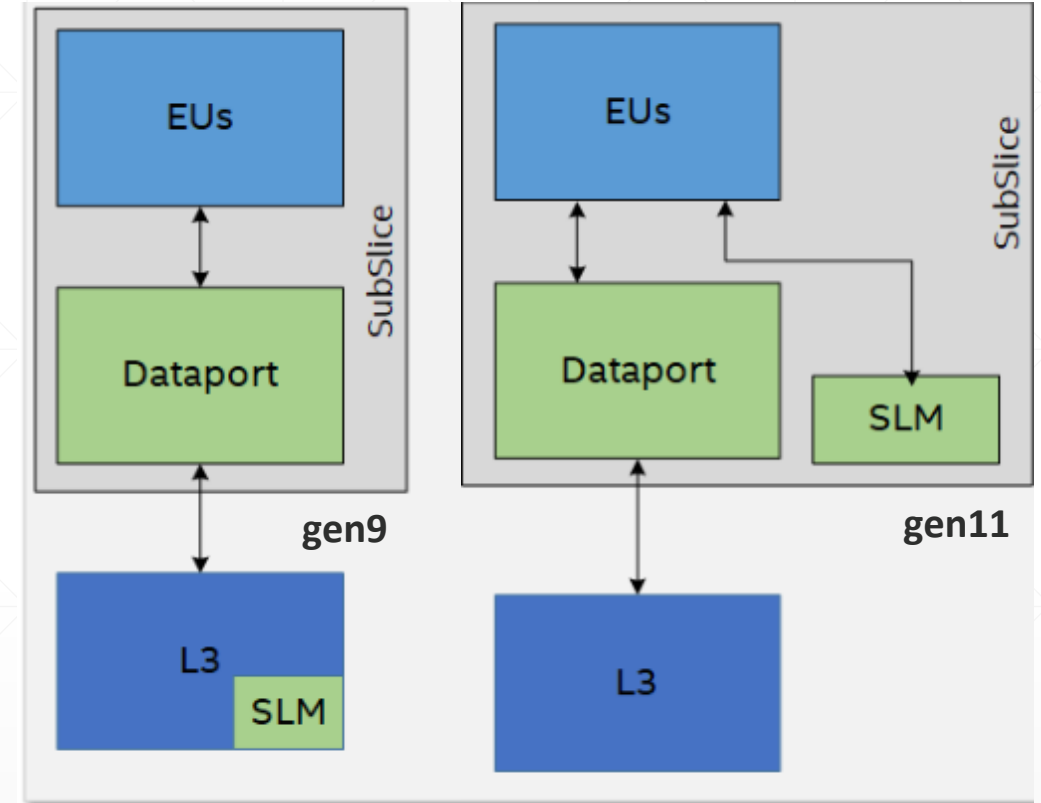 EUs
SubSlice
Dataport
gen9
L3
SLM
EUs
SubSlice
Dataport
SLM
gen11
L3